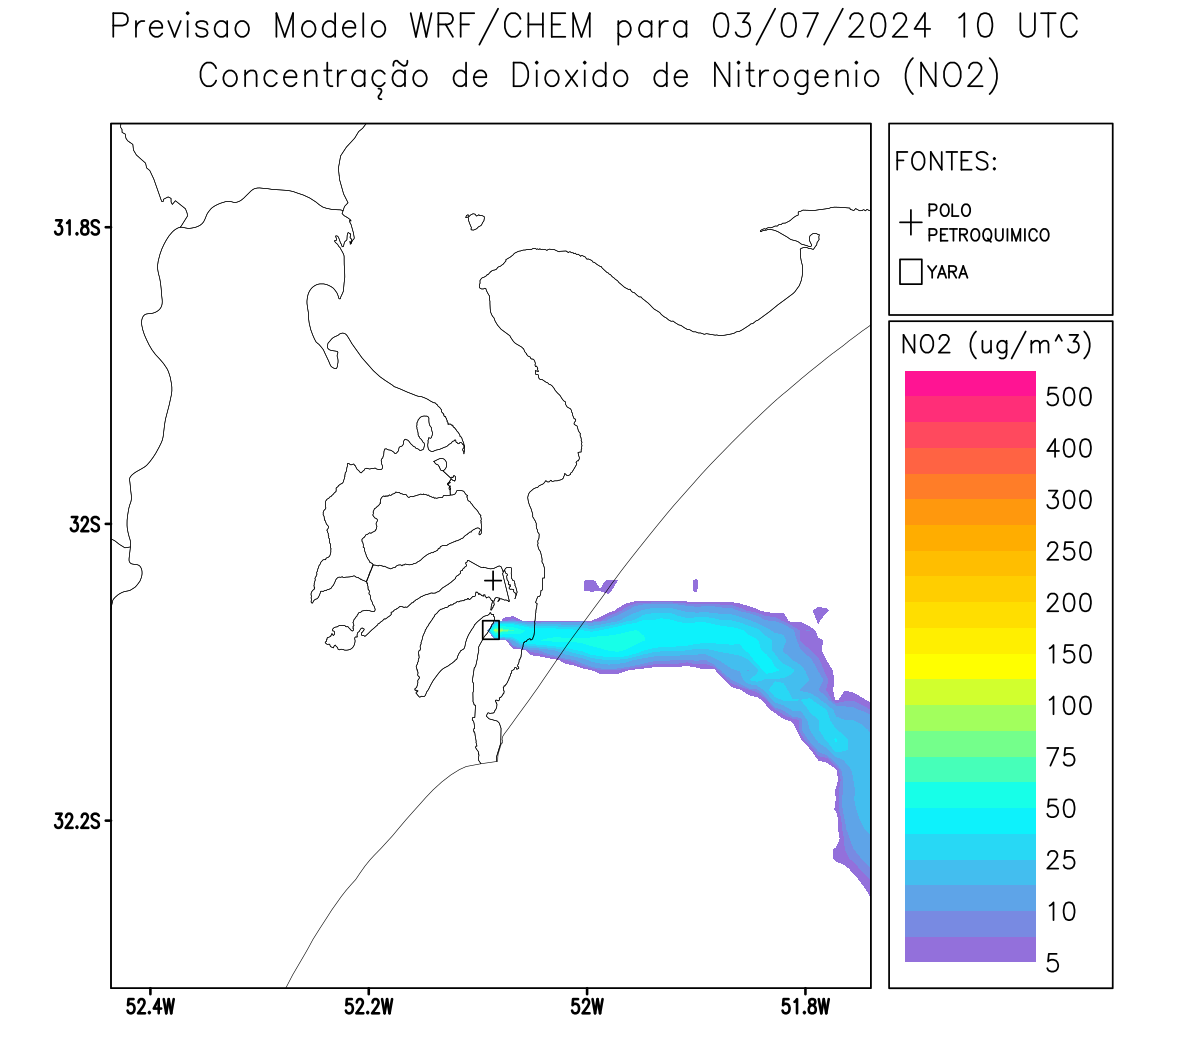 Previsao Modelo WRF/CHEM para 03/07/2024 10 UTC
Concentração de Dioxido de Nitrogenio (NO2)
FONTES:
POLO
PETROQUIMICO
YARA
NO2 (ug/m^3)
500
400
300
250
200
150
100
75
50
25
10
5
31.8S
32S
32.2S
52.4W
52.2W
52W
51.8W